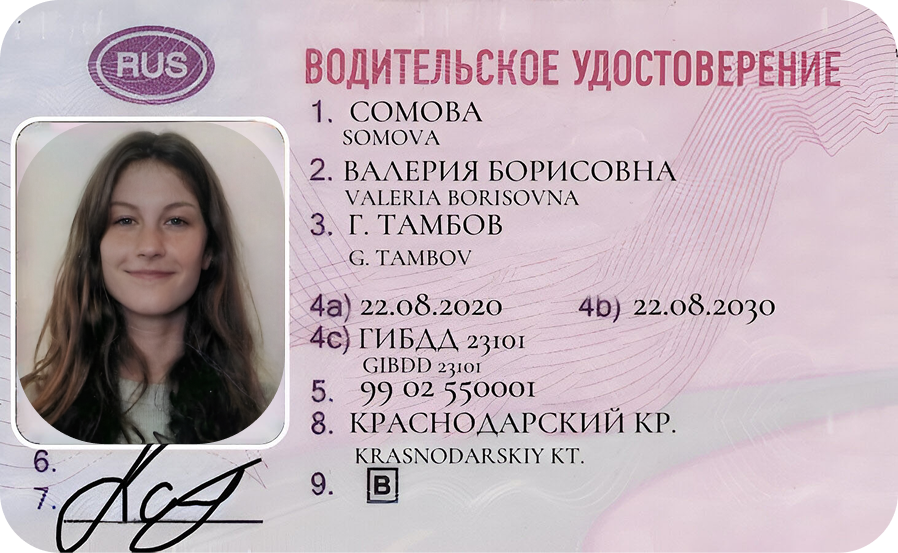 RUS
ВОДИТЕЛЬСКОЕ УДОСТОВЕРЕНИЕ
1. СОМОВА
SOMOVA
2. ВАЛЕРИЯ БОРИСОВНА
VALERIA BORISOVNA
3. Г. ТАМБОВ
G. TAMBOV
4a) 22.08.2020 4b) 22.08.2030
4c) ГИБДД 23101
GIBDD 23101
5. 99 02 550001
8. КРАСНОДАРСКИЙ КР.
KRASNODARSKIY KT.
6.
7.
9. B